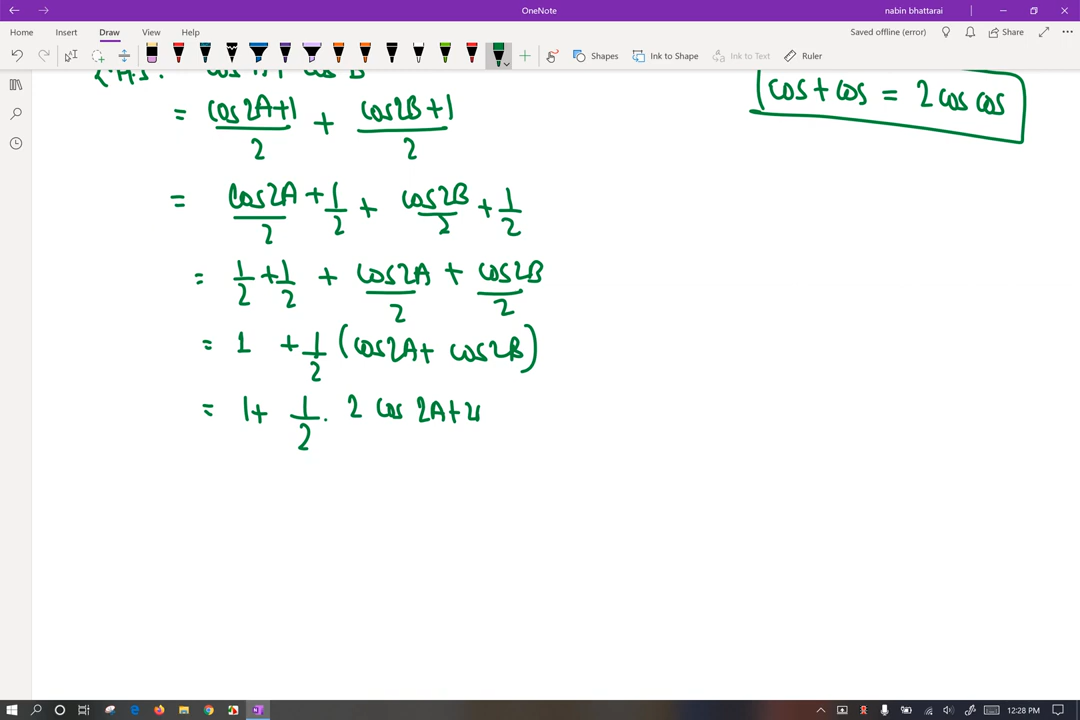 OneNote
nabin bhattarai
Home Insert Draw View Help
Saved offline (error) Share
Shapes Ink to Shape Ink to Text Ruler
cos + cos = 2 cos cos
= cos2A+1/2 + cos2B+1/2
= cos2A/2 + 1/2 + cos2B/2 + 1/2
= 1/2 + 1/2 + cos2A/2 + cos2B/2
= 1 + 1/2 (cos2A + cos2B)
= 1 + 1/2 . 2 cos 2A+
12:28 PM